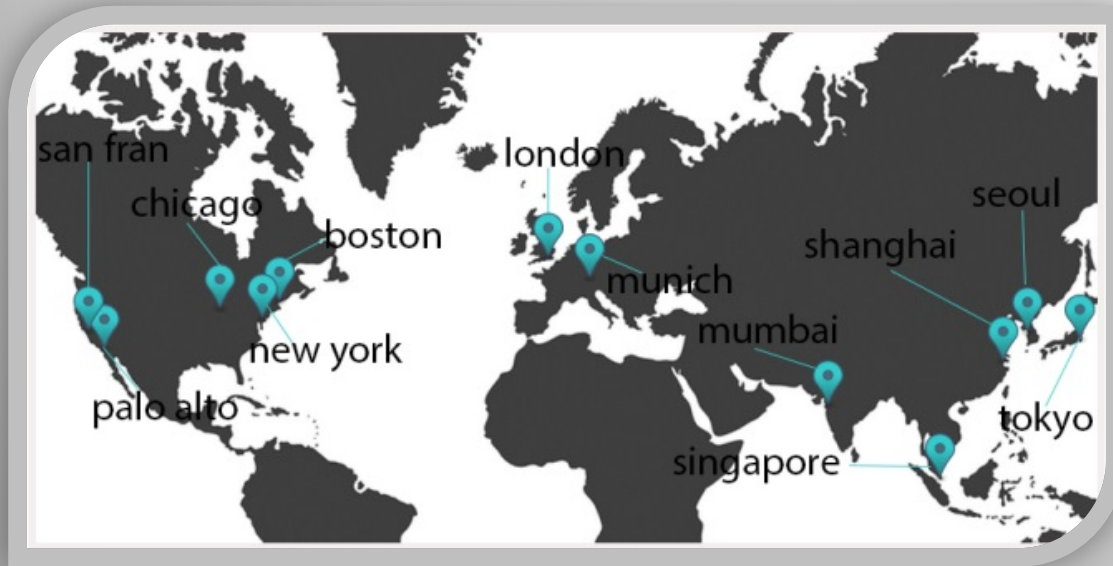 san fran
london
chicago
seoul
boston
shanghai
munich
mumbai
new york
palo alto
tokyo
singapore